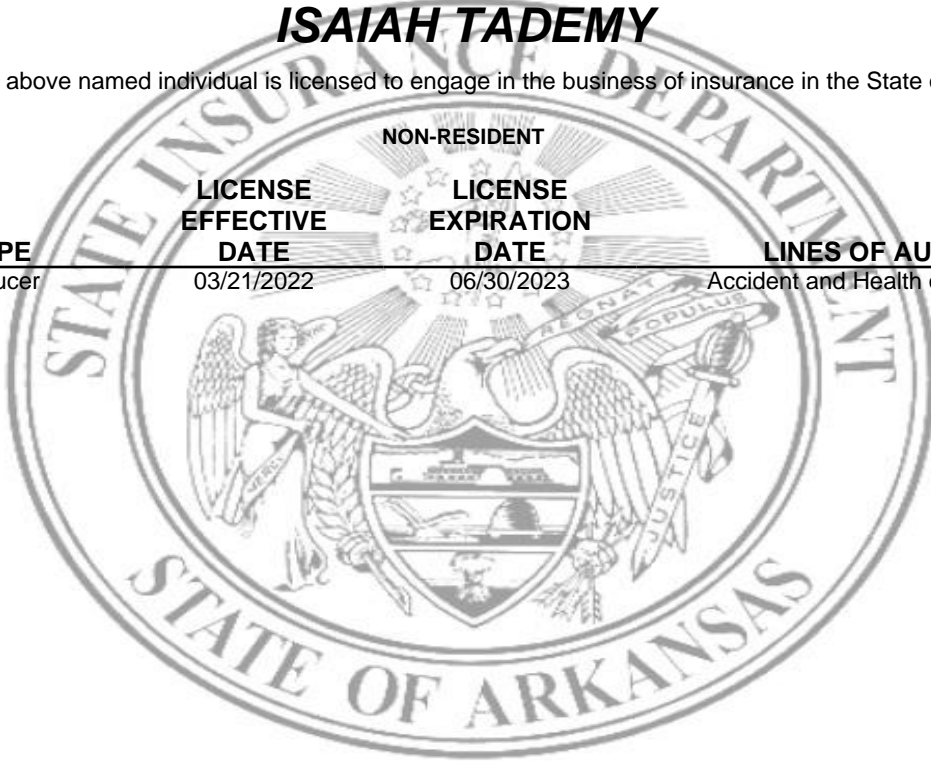 ISAIAH TADEMY
above named individual is licensed to engage in the business of insurance in the State
NON-RESIDENT
LICENSE EFFECTIVE DATE
LICENSE EXPIRATION DATE
LINES OF AU
03/21/2022
06/30/2023
Accident and Health
STATE INSURANCE DEPARTMENT
REGNAT
POPULUS
MERCY
JUSTICE
STATE OF ARKANSAS